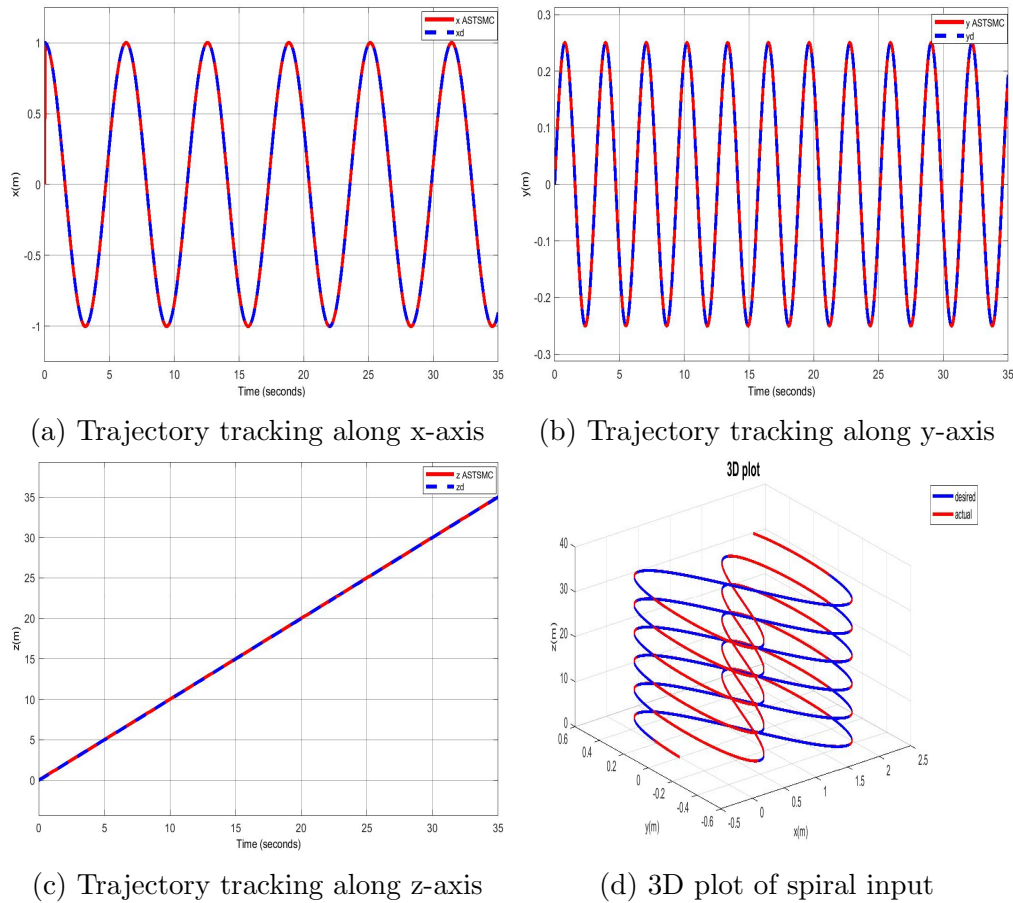 x ASTSMC
xd
1
0.5
0
-0.5
-1
x(m)
0 5 10 15 20 25 30 35
Time (seconds)
(a) Trajectory tracking along x-axis
y ASTSMC
yd
0.3
0.2
0.1
0
-0.1
-0.2
-0.3
y(m)
0 5 10 15 20 25 30 35
Time (seconds)
(b) Trajectory tracking along y-axis
z ASTSMC
zd
35
30
25
20
15
10
5
0
z(m)
0 5 10 15 20 25 30 35
Time (seconds)
(c) Trajectory tracking along z-axis
3D plot
desired
actual
40
30
20
10
0
z(m)
0.6
0.4
0.2
0
-0.2
-0.4
-0.6
y(m)
-0.5
0
0.5
1
1.5
2
2.5
x(m)
(d) 3D plot of spiral input